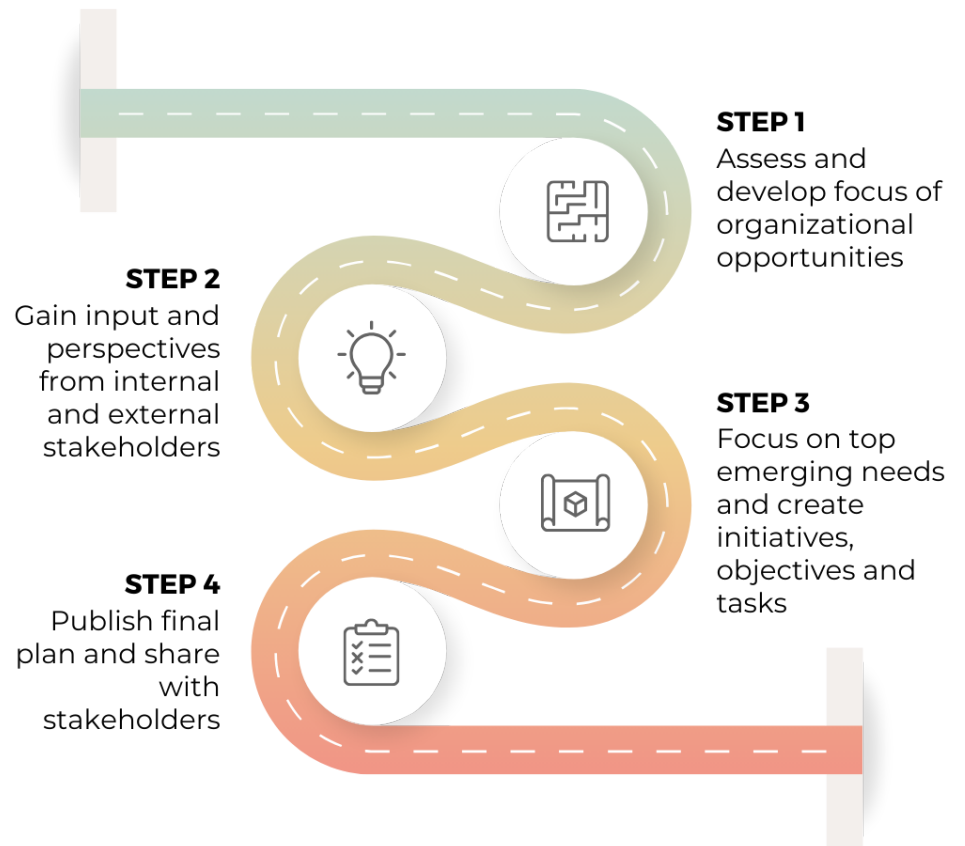 STEP 1
Assess and
develop focus of
organizational
opportunities
STEP 2
Gain input and
perspectives
from internal
and external
stakeholders
STEP 3
Focus on top
emerging needs
and create
initiatives,
objectives and
tasks
STEP 4
Publish final
plan and share
with
stakeholders